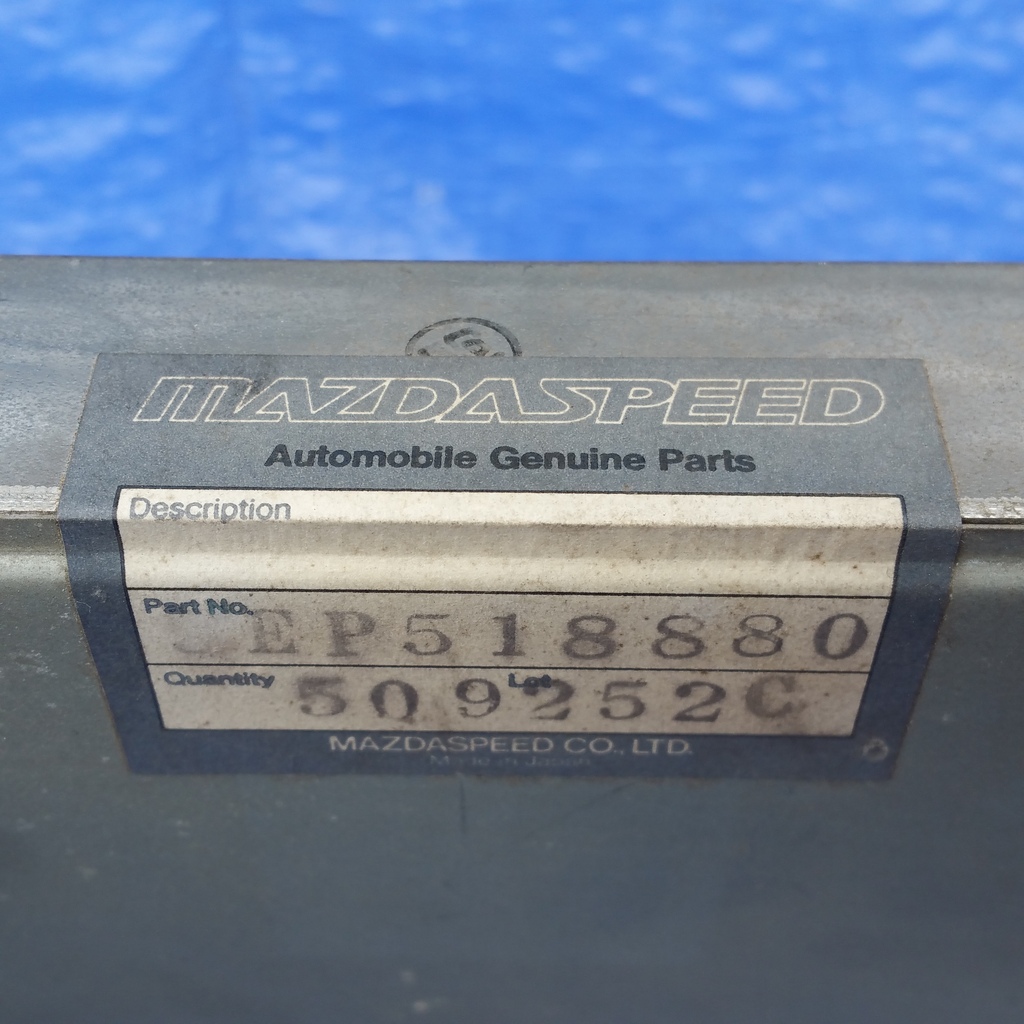 MAZDASPEED
Automobile Genuine Parts
Description
Part No.
EP518880
Quantity Lot
509252C
MAZDASPEED CO., LTD.
Made in Japan